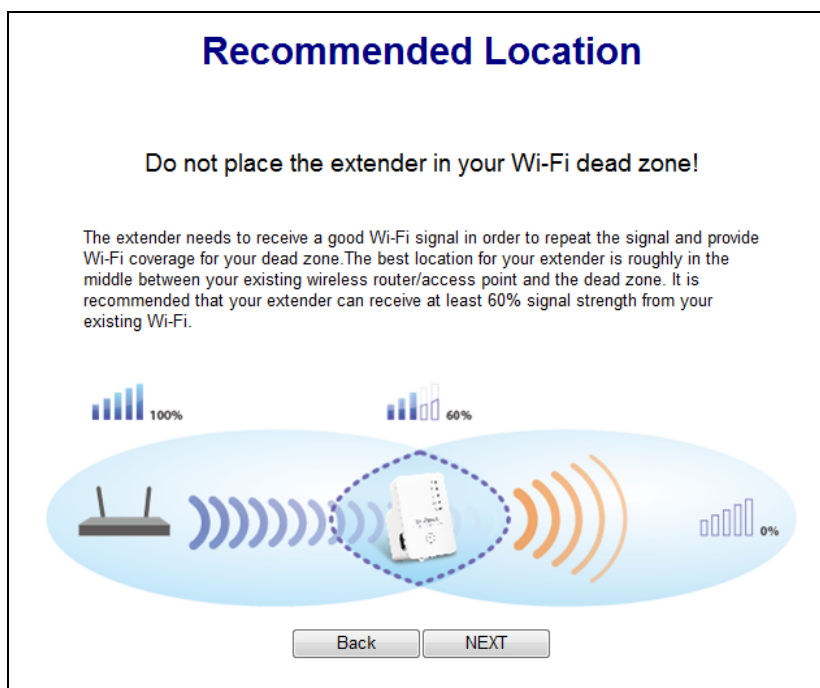 Recommended Location
Do not place the extender in your Wi-Fi dead zone!
The extender needs to receive a good Wi-Fi signal in order to repeat the signal and provide
Wi-Fi coverage for your dead zone.The best location for your extender is roughly in the
middle between your existing wireless router/access point and the dead zone. It is
recommended that your extender can receive at least 60% signal strength from your
existing Wi-Fi.
100%
60%
0%
Back
NEXT